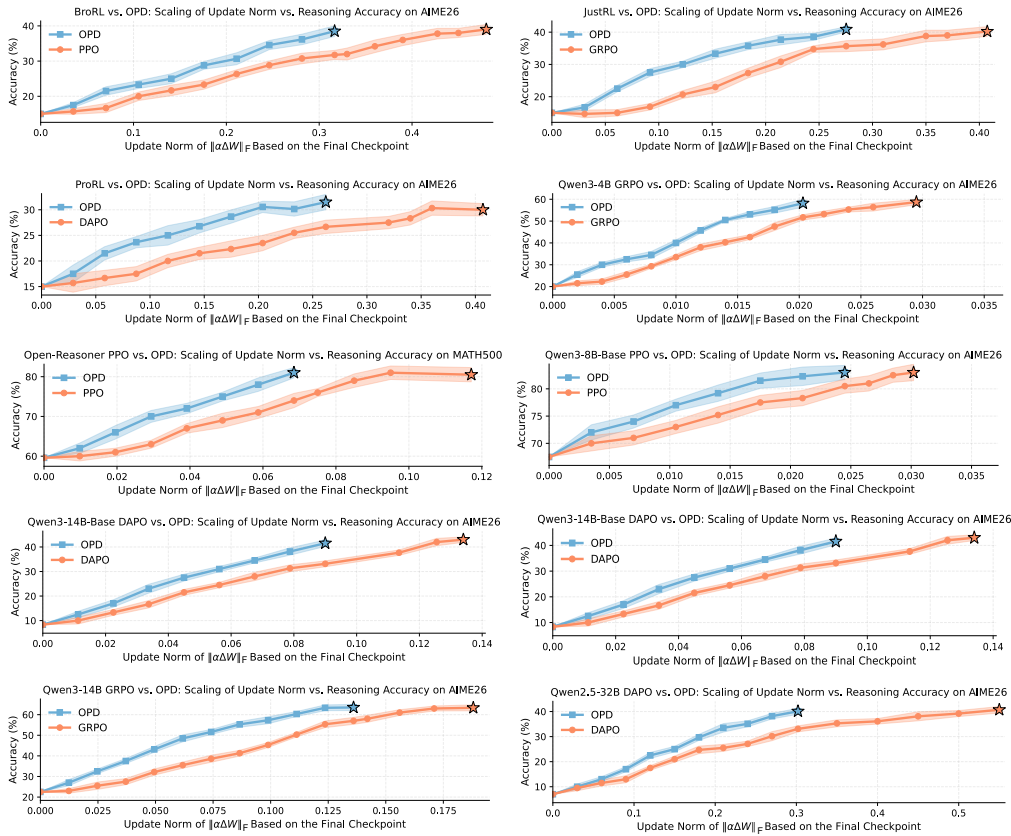 BroRL vs. OPD: Scaling of Update Norm vs. Reasoning Accuracy on AIME26
OPD
PPO
Accuracy (%)
40
30
20
0.0 0.1 0.2 0.3 0.4
Update Norm of ‖αΔW‖F Based on the Final Checkpoint
JustRL vs. OPD: Scaling of Update Norm vs. Reasoning Accuracy on AIME26
OPD
GRPO
Accuracy (%)
40
30
20
0.00 0.05 0.10 0.15 0.20 0.25 0.30 0.35 0.40
Update Norm of ‖αΔW‖F Based on the Final Checkpoint
ProRL vs. OPD: Scaling of Update Norm vs. Reasoning Accuracy on AIME26
OPD
DAPO
Accuracy (%)
30
25
20
15
0.00 0.05 0.10 0.15 0.20 0.25 0.30 0.35 0.40
Update Norm of ‖αΔW‖F Based on the Final Checkpoint
Qwen3-4B GRPO vs. OPD: Scaling of Update Norm vs. Reasoning Accuracy on AIME26
OPD
GRPO
Accuracy (%)
60
50
40
30
20
0.000 0.005 0.010 0.015 0.020 0.025 0.030 0.035
Update Norm of ‖αΔW‖F Based on the Final Checkpoint
Open-Reasoner PPO vs. OPD: Scaling of Update Norm vs. Reasoning Accuracy on MATH500
OPD
PPO
Accuracy (%)
80
70
60
0.00 0.02 0.04 0.06 0.08 0.10 0.12
Update Norm of ‖αΔW‖F Based on the Final Checkpoint
Qwen3-8B-Base PPO vs. OPD: Scaling of Update Norm vs. Reasoning Accuracy on AIME26
OPD
PPO
Accuracy (%)
80
75
70
0.000 0.005 0.010 0.015 0.020 0.025 0.030 0.035
Update Norm of ‖αΔW‖F Based on the Final Checkpoint
Qwen3-14B-Base DAPO vs. OPD: Scaling of Update Norm vs. Reasoning Accuracy on AIME26
OPD
DAPO
Accuracy (%)
40
30
20
10
0.00 0.02 0.04 0.06 0.08 0.10 0.12 0.14
Update Norm of ‖αΔW‖F Based on the Final Checkpoint
Qwen3-14B-Base DAPO vs. OPD: Scaling of Update Norm vs. Reasoning Accuracy on AIME26
OPD
DAPO
Accuracy (%)
40
30
20
10
0.00 0.02 0.04 0.06 0.08 0.10 0.12 0.14
Update Norm of ‖αΔW‖F Based on the Final Checkpoint
Qwen3-14B GRPO vs. OPD: Scaling of Update Norm vs. Reasoning Accuracy on AIME26
OPD
GRPO
Accuracy (%)
60
50
40
30
20
0.000 0.025 0.050 0.075 0.100 0.125 0.150 0.175
Update Norm of ‖αΔW‖F Based on the Final Checkpoint
Qwen2.5-32B DAPO vs. OPD: Scaling of Update Norm vs. Reasoning Accuracy on AIME26
OPD
DAPO
Accuracy (%)
40
30
20
10
0.0 0.1 0.2 0.3 0.4 0.5
Update Norm of ‖αΔW‖F Based on the Final Checkpoint